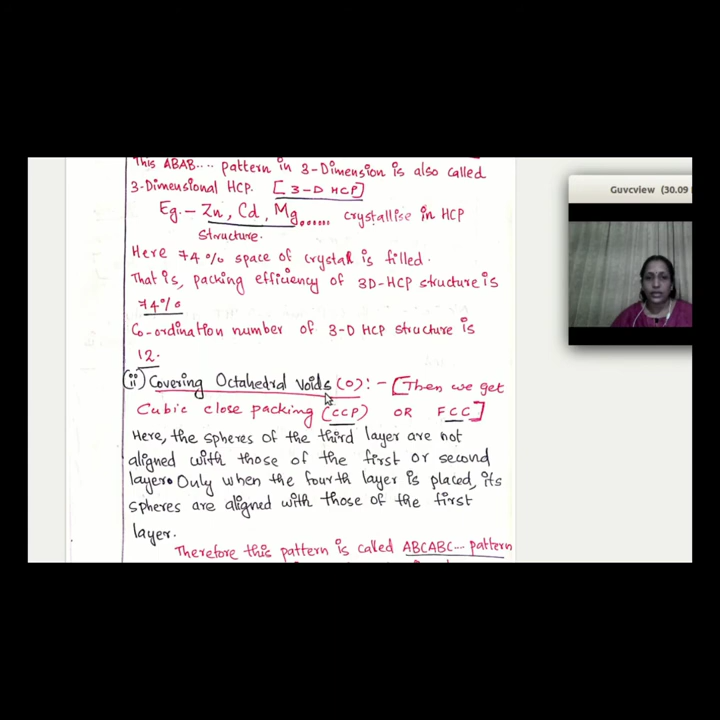 This ABAB.... pattern in 3-Dimension is also called
3-Dimensional HCP. [3-D HCP]
Eg.- Zn, Cd, Mg...... crystallise in HCP
structure.
Here 74% space of crystal is filled.
That is, packing efficiency of 3D-HCP structure is
74%
Co-ordination number of 3-D HCP structure is
12.
(ii) Covering Octahedral Voids (O): - [Then we get
Cubic close packing (CCP) OR FCC]
Here, the spheres of the third layer are not
aligned with those of the first or second
layer. Only when the fourth layer is placed, its
spheres are aligned with those of the first
layer.
Therefore this pattern is called ABCABC... pattern
Guvcview (30.09